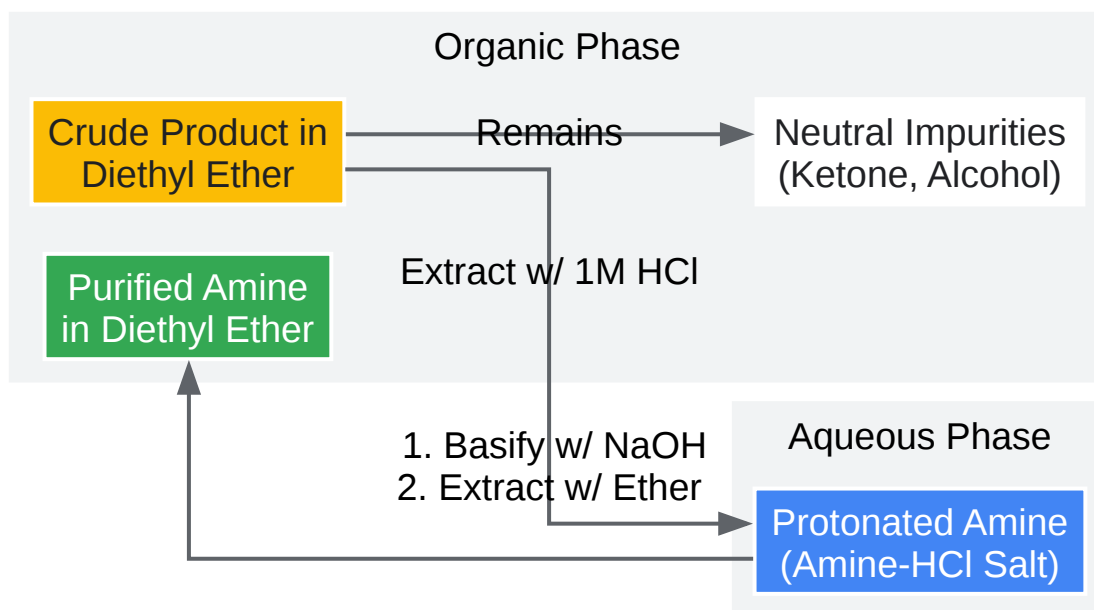 Organic Phase
Crude Product in
Diethyl Ether
Remains
Neutral Impurities
(Ketone, Alcohol)
Extract w/ 1M HCl
Purified Amine
in Diethyl Ether
1. Basify w/ NaOH
2. Extract w/ Ether
Aqueous Phase
Protonated Amine
(Amine-HCl Salt)